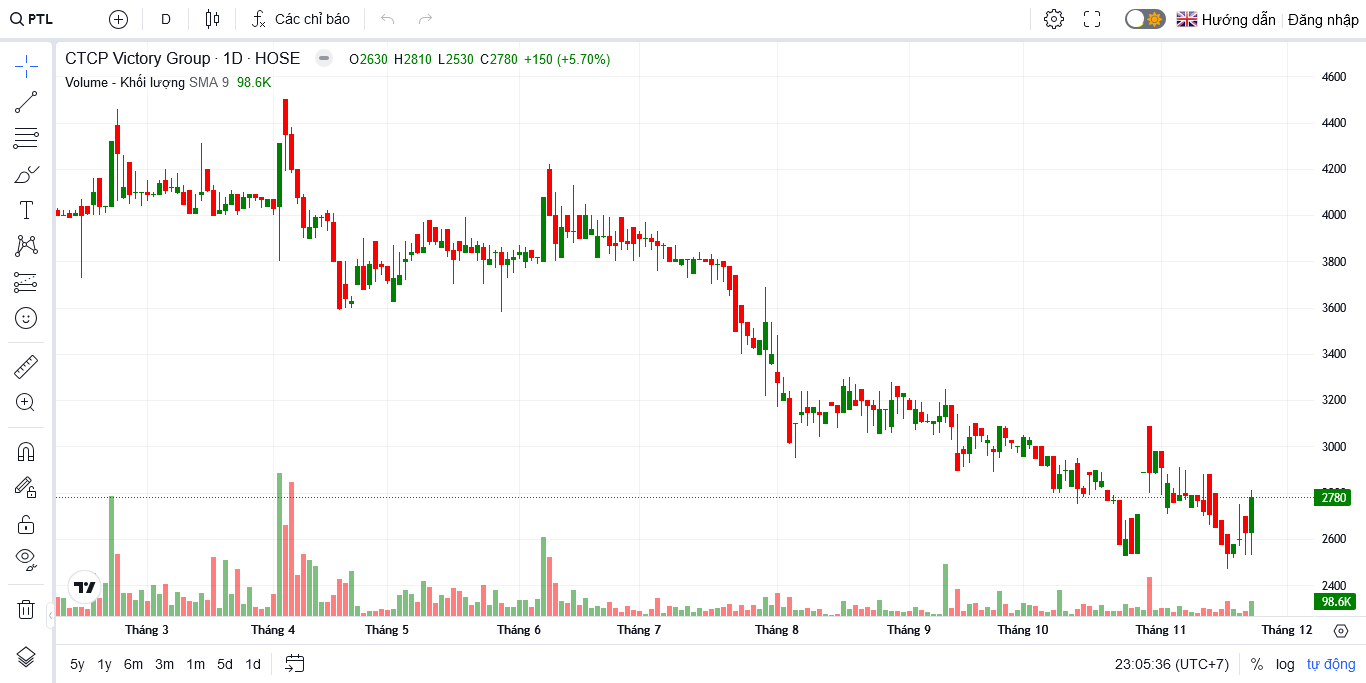 PTL
D
Các chỉ báo
Hướng dẫn
Đăng nhập
CTCP Victory Group · 1D · HOSE
O2630 H2810 L2530 C2780 +150 (+5.70%)
Volume - Khối lượng SMA 9 98.6K
4600
4400
4200
4000
3800
3600
3400
3200
3000
2780
2600
2400
98.6K
Tháng 3 Tháng 4 Tháng 5 Tháng 6 Tháng 7 Tháng 8 Tháng 9 Tháng 10 Tháng 11 Tháng 12
5y 1y 6m 3m 1m 5d 1d
23:05:36 (UTC+7) % log tự động